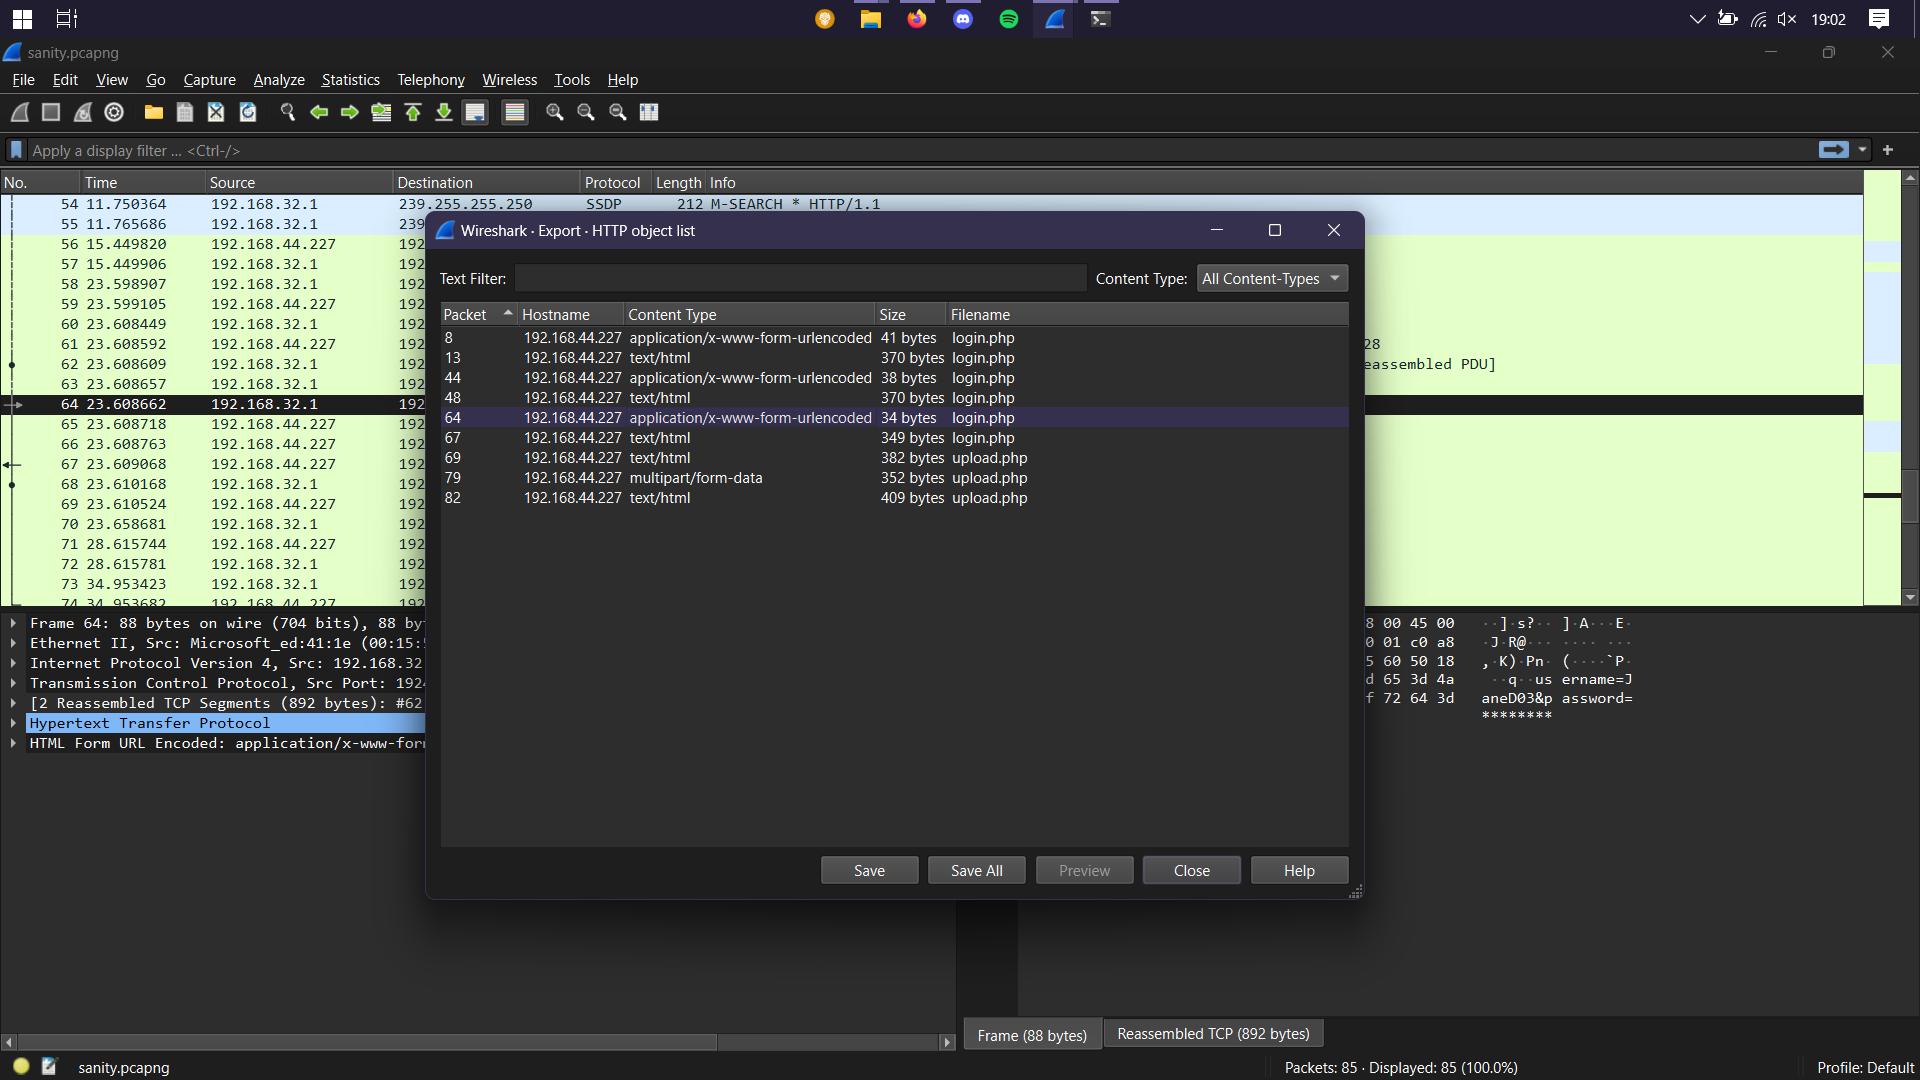 19:02
sanity.pcapng
File Edit View Go Capture Analyze Statistics Telephony Wireless Tools Help
Apply a display filter ... <Ctrl-/>
No. Time Source Destination Protocol Length Info
54 11.750364 192.168.32.1 239.255.255.250 SSDP 212 M-SEARCH * HTTP/1.1
55 11.765686 192.168.32.1 239
56 15.449820 192.168.44.227 192
57 15.449906 192.168.32.1 192
58 23.598907 192.168.32.1 192
59 23.599105 192.168.44.227 192
60 23.608449 192.168.32.1 192
61 23.608592 192.168.44.227 192 28
62 23.608609 192.168.32.1 192 eassembled PDU]
63 23.608657 192.168.32.1 192
64 23.608662 192.168.32.1 192
65 23.608718 192.168.44.227 192
66 23.608763 192.168.44.227 192
67 23.609068 192.168.44.227 192
68 23.610168 192.168.32.1 192
69 23.610524 192.168.44.227 192
70 23.658681 192.168.32.1 192
71 28.615744 192.168.44.227 192
72 28.615781 192.168.32.1 192
73 34.953423 192.168.32.1 192
74 34.953682 192.168.44.227 192
Wireshark · Export · HTTP object list
Text Filter: Content Type: All Content-Types
Packet Hostname Content Type Size Filename
8 192.168.44.227 application/x-www-form-urlencoded 41 bytes login.php
13 192.168.44.227 text/html 370 bytes login.php
44 192.168.44.227 application/x-www-form-urlencoded 38 bytes login.php
48 192.168.44.227 text/html 370 bytes login.php
64 192.168.44.227 application/x-www-form-urlencoded 34 bytes login.php
67 192.168.44.227 text/html 349 bytes login.php
69 192.168.44.227 text/html 382 bytes upload.php
79 192.168.44.227 multipart/form-data 352 bytes upload.php
82 192.168.44.227 text/html 409 bytes upload.php
Save Save All Preview Close Help
Frame 64: 88 bytes on wire (704 bits), 88 by
Ethernet II, Src: Microsoft_ed:41:1e (00:15:
Internet Protocol Version 4, Src: 192.168.32
Transmission Control Protocol, Src Port: 192
[2 Reassembled TCP Segments (892 bytes): #62
Hypertext Transfer Protocol
HTML Form URL Encoded: application/x-www-for
8 00 45 00 ··]·s?·· ]·A···E·
0 01 c0 a8 ·J·R@··· ···· ···
5 60 50 18 ,·K)·Pn· (····`P·
d 65 3d 4a ··q··us ername=J
f 72 64 3d aneD03&p assword=
********
Frame (88 bytes) Reassembled TCP (892 bytes)
sanity.pcapng Packets: 85 · Displayed: 85 (100.0%) Profile: Default